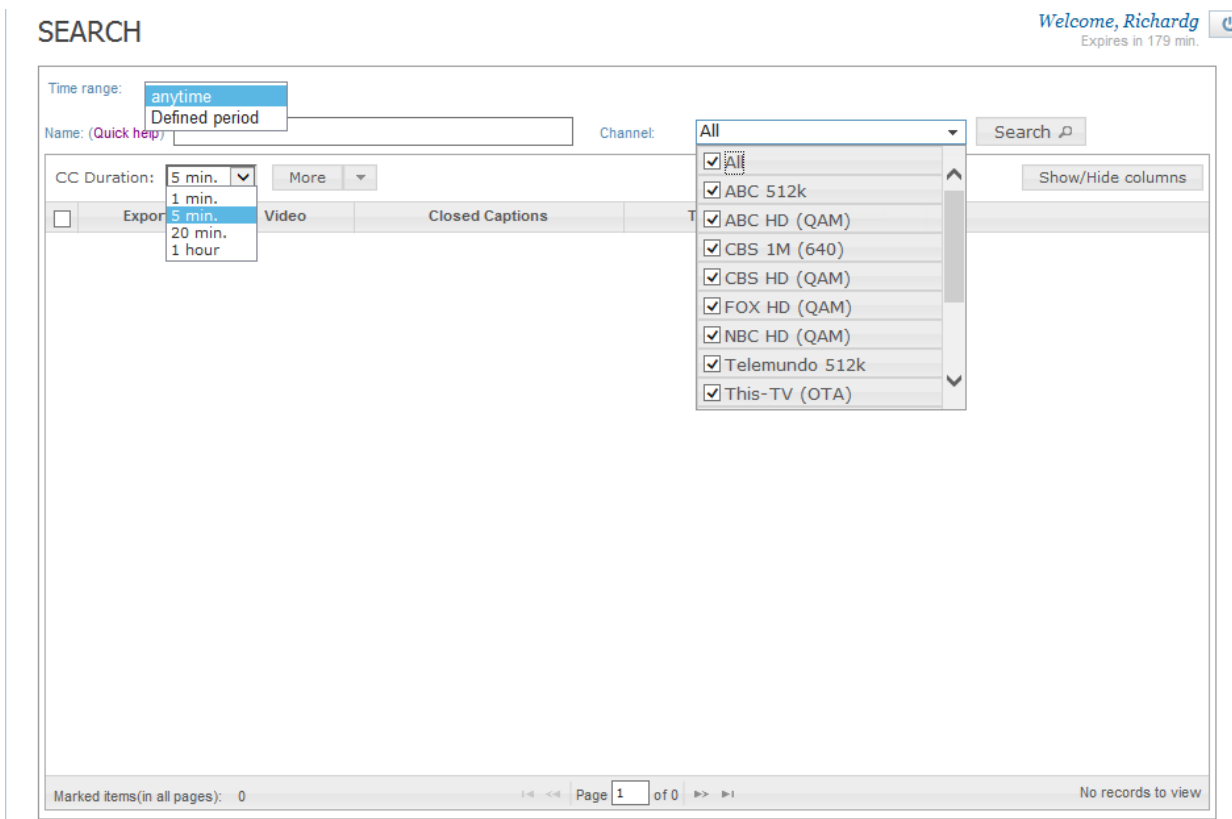 SEARCH
Welcome, Richardg
Expires in 179 min.
Time range:
anytime
Defined period
Name: (Quick help)
Channel:
All
Search
All
ABC 512k
ABC HD (QAM)
CBS 1M (640)
CBS HD (QAM)
FOX HD (QAM)
NBC HD (QAM)
Telemundo 512k
This-TV (OTA)
CC Duration:
5 min.
More
Show/Hide columns
1 min.
5 min.
20 min.
1 hour
Video
Closed Captions
Marked items(in all pages): 0
Page 1 of 0
No records to view